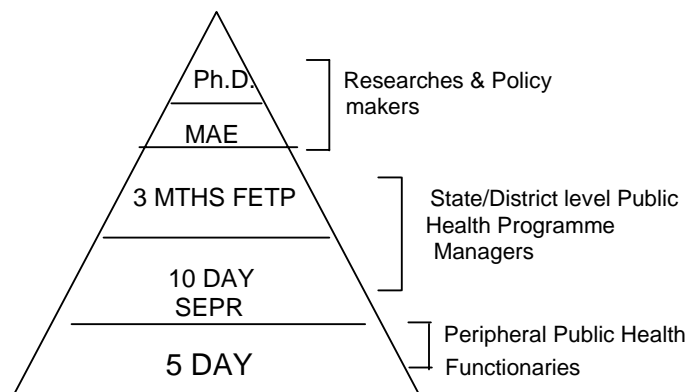 Ph.D.
Researches & Policy
makers
MAE
3 MTHS FETP
State/District level Public
Health Programme
Managers
10 DAY
SEPR
Peripheral Public Health
Functionaries
5 DAY